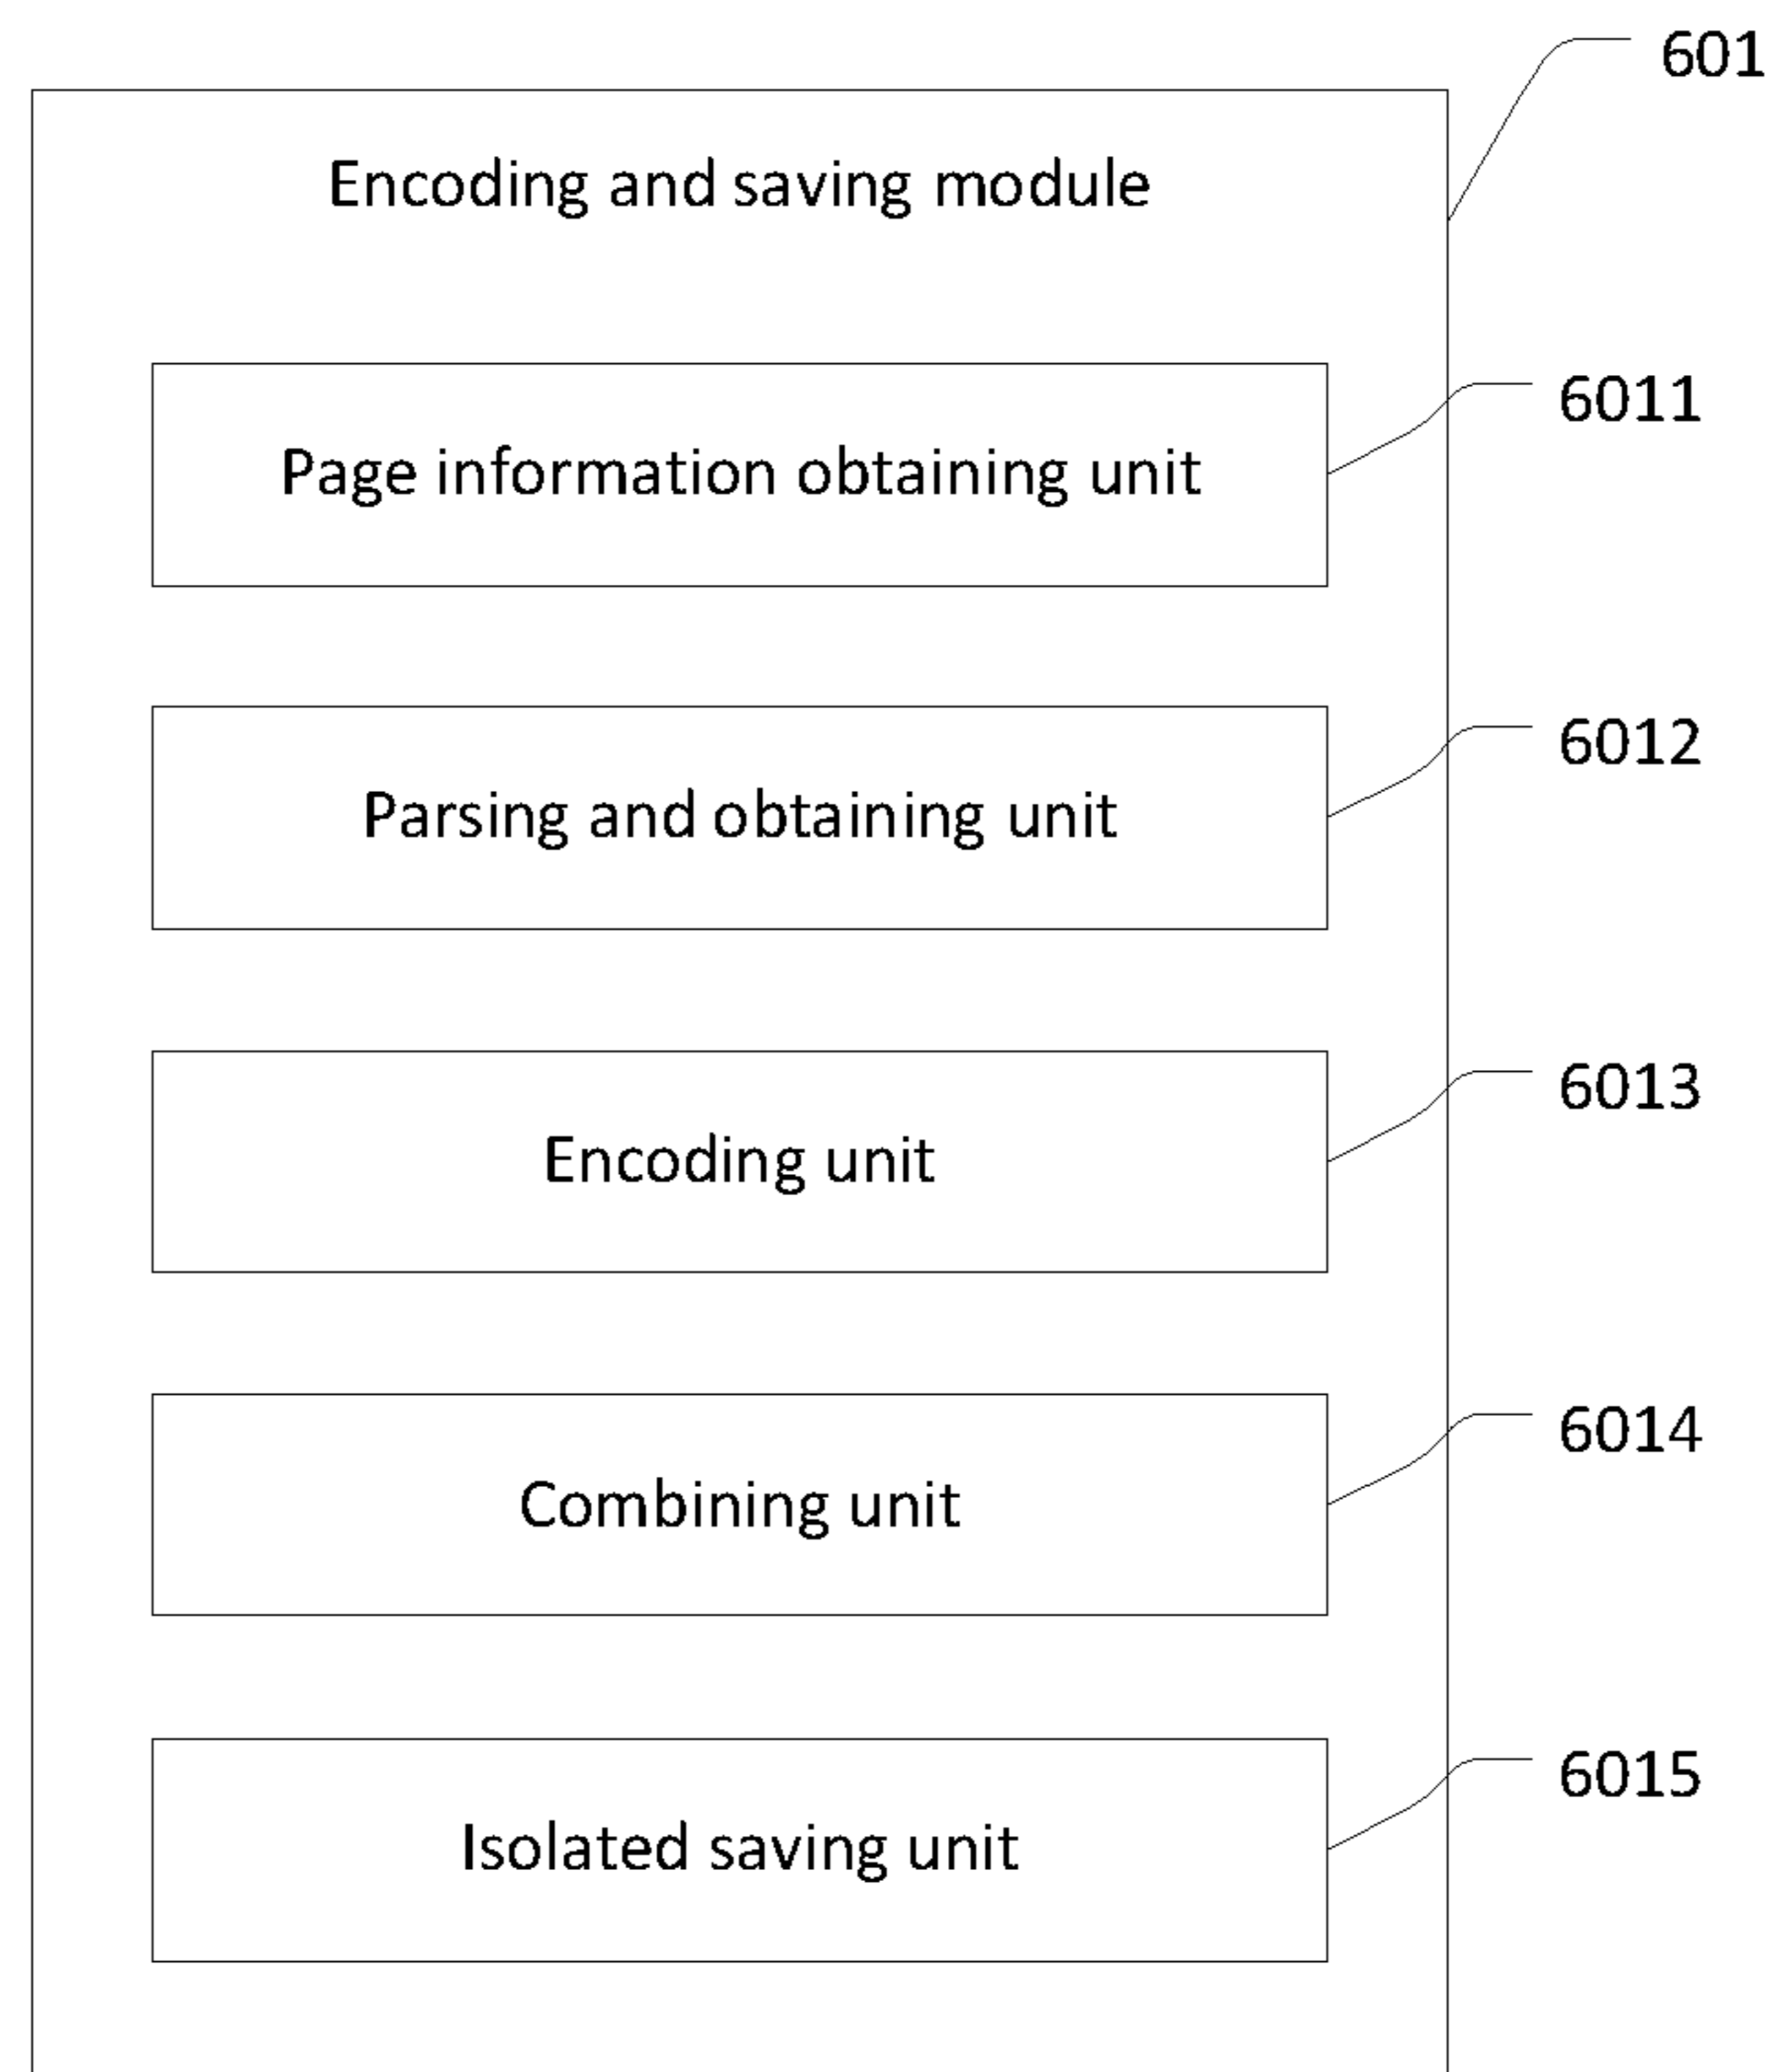 601
Encoding and saving module
6011
Page information obtaining unit
6012
Parsing and obtaining unit
6013
Encoding unit
6014
Combining unit
6015
Isolated saving unit